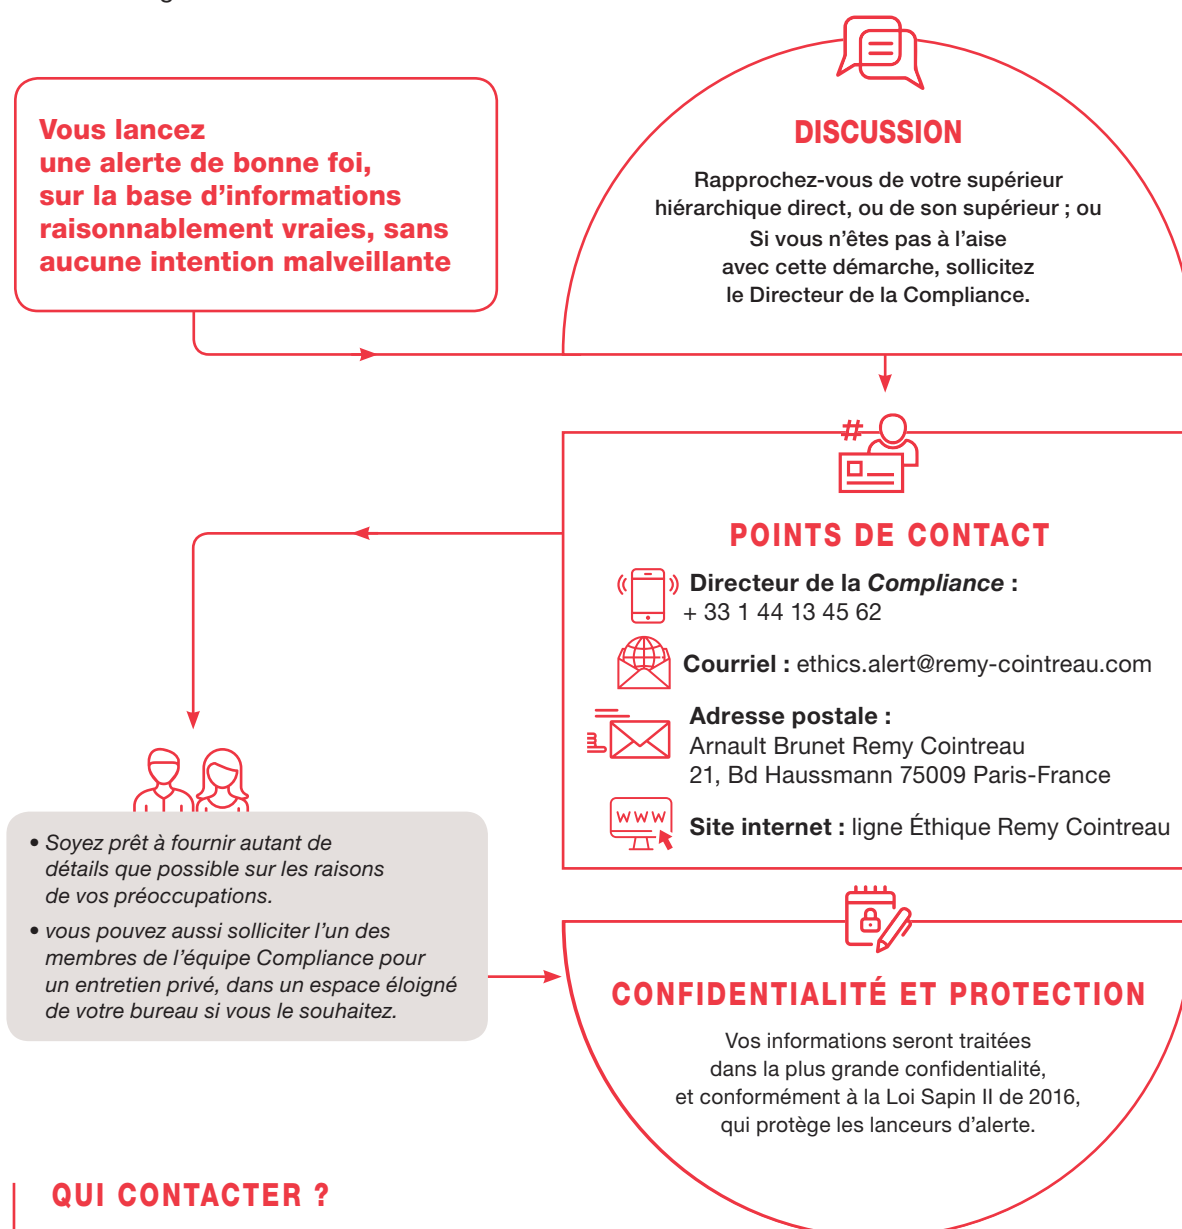 Vous lancez
une alerte de bonne foi,
sur la base d’informations
raisonnablement vraies, sans
aucune intention malveillante
DISCUSSION
Rapprochez-vous de votre supérieur
hiérarchique direct, ou de son supérieur ; ou
Si vous n’êtes pas à l’aise
avec cette démarche, sollicitez
le Directeur de la Compliance.
#
POINTS DE CONTACT
Directeur de la Compliance :
+ 33 1 44 13 45 62
Courriel : ethics.alert@remy-cointreau.com
Adresse postale :
Arnault Brunet Remy Cointreau
21, Bd Haussmann 75009 Paris-France
www
Site internet : ligne Éthique Remy Cointreau
• Soyez prêt à fournir autant de
détails que possible sur les raisons
de vos préoccupations.
• vous pouvez aussi solliciter l’un des
membres de l’équipe Compliance pour
un entretien privé, dans un espace éloigné
de votre bureau si vous le souhaitez.
CONFIDENTIALITÉ ET PROTECTION
Vos informations seront traitées
dans la plus grande confidentialité,
et conformément à la Loi Sapin II de 2016,
qui protège les lanceurs d’alerte.
QUI CONTACTER ?